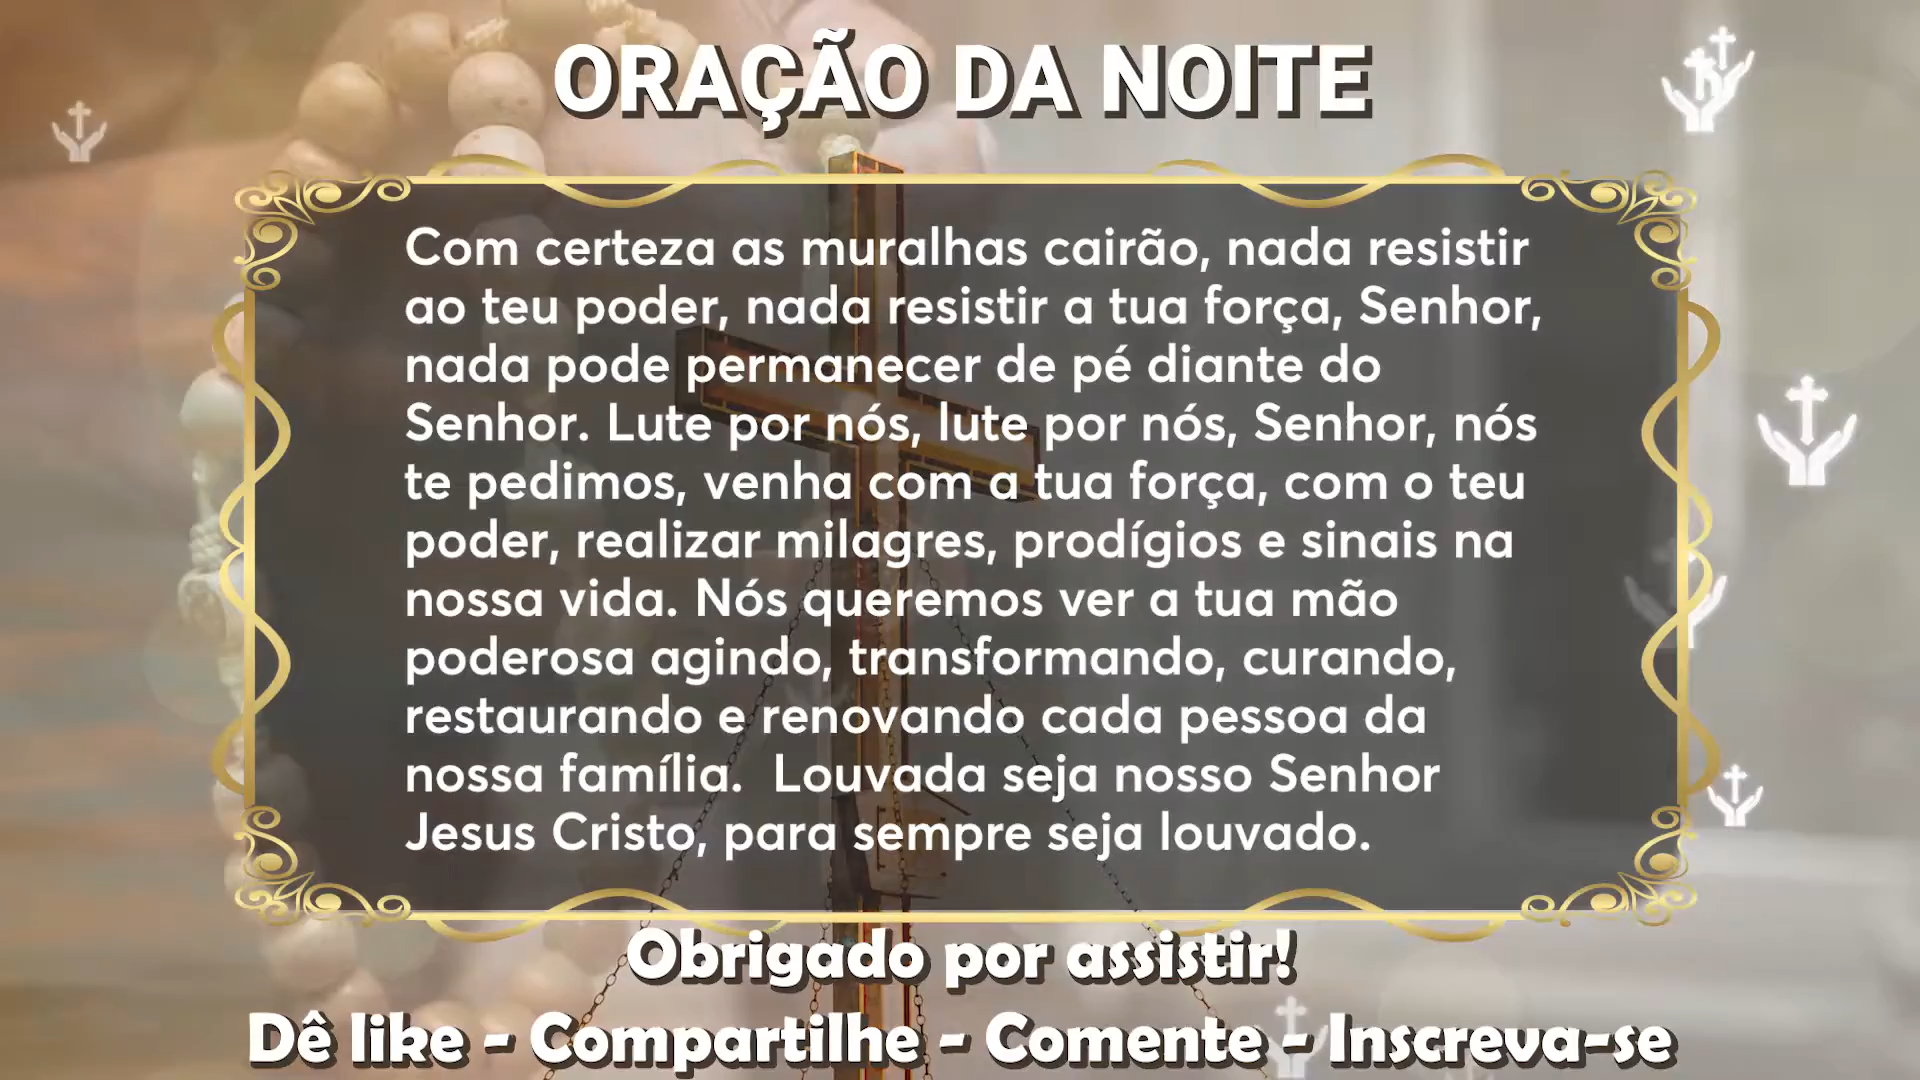 ORAÇÃO DA NOITE
Com certeza as muralhas cairão, nada resistir
ao teu poder, nada resistir a tua força, Senhor,
nada pode permanecer de pé diante do
Senhor. Lute por nós, lute por nós, Senhor, nós
te pedimos, venha com a tua força, com o teu
poder, realizar milagres, prodígios e sinais na
nossa vida. Nós queremos ver a tua mão
poderosa agindo, transformando, curando,
restaurando e renovando cada pessoa da
nossa família.  Louvada seja nosso Senhor
Jesus Cristo, para sempre seja louvado.
Obrigado por assistir!
Dê like - Compartilhe - Comente - Inscreva-se